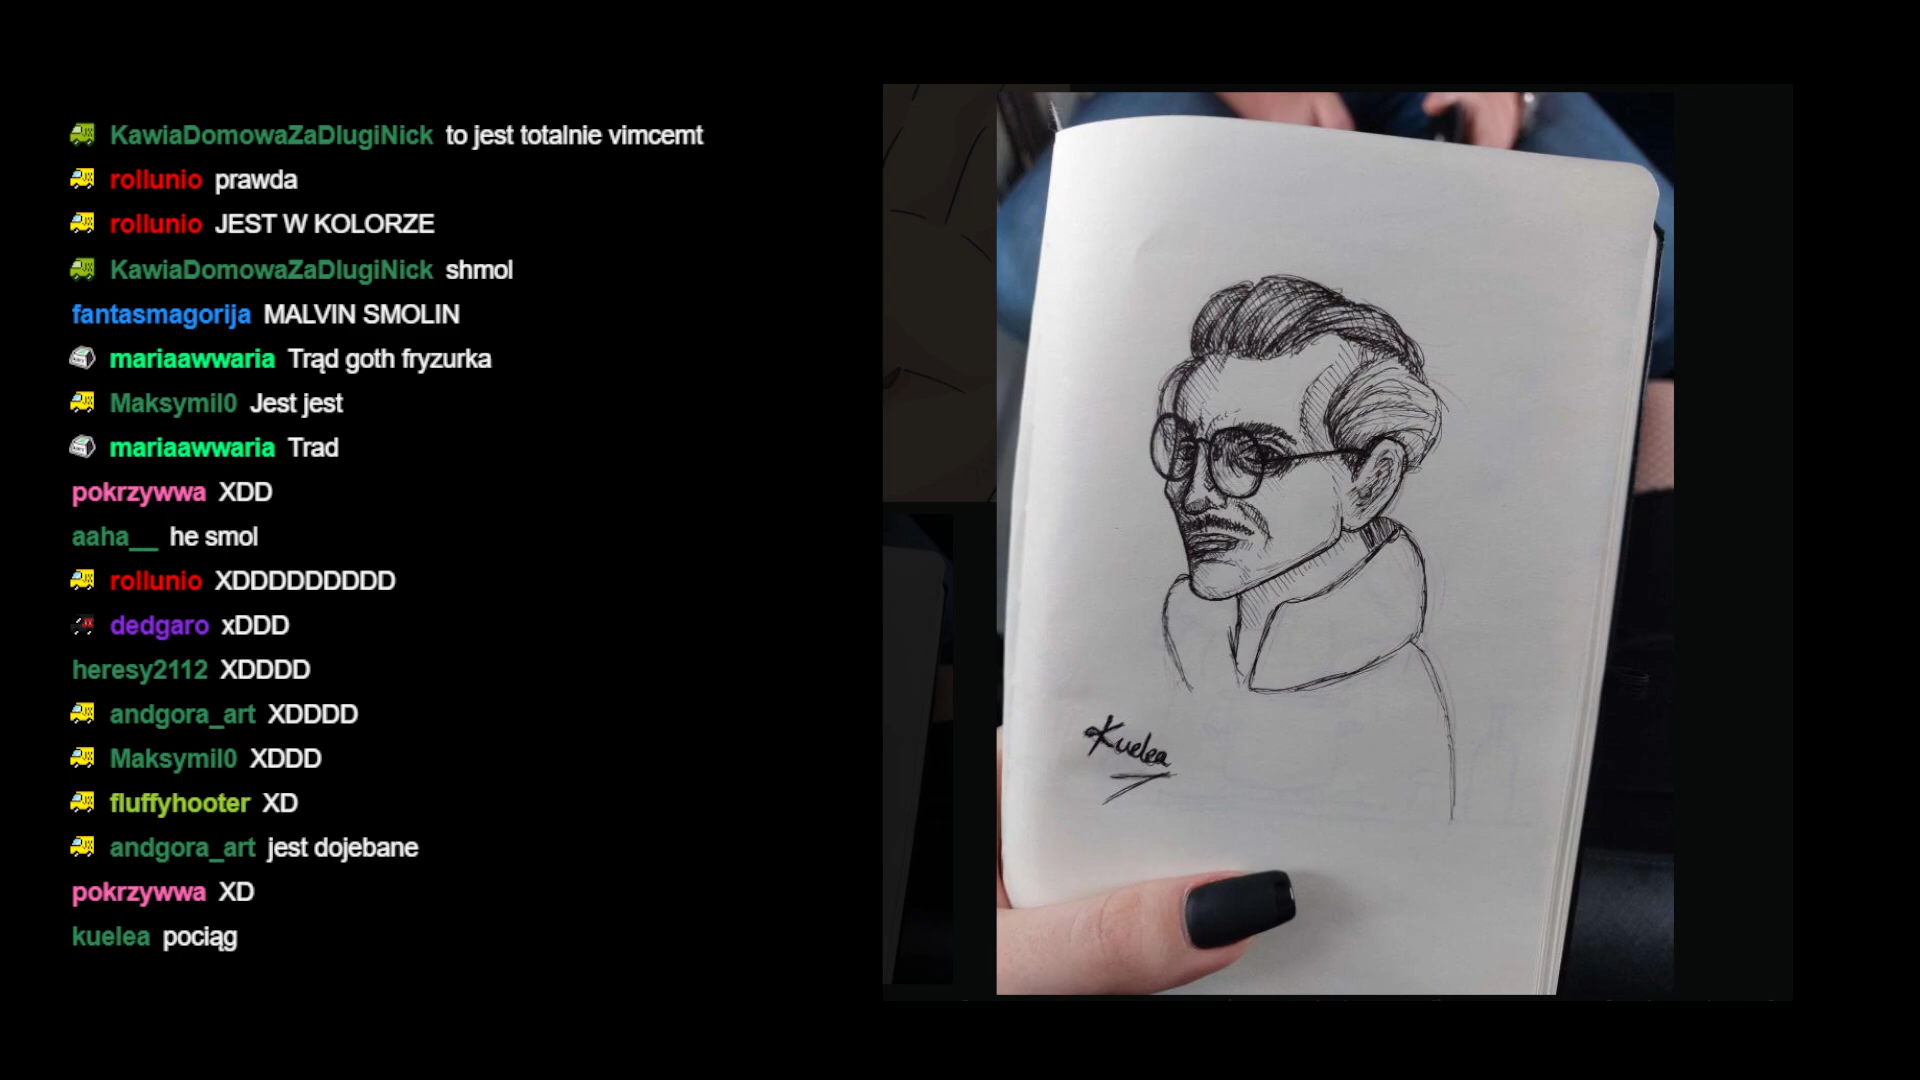 KawiaDomowaZaDlugiNick to jest totalnie vimcemt
rollunio prawda
rollunio JEST W KOLORZE
KawiaDomowaZaDlugiNick shmol
fantasmagorija MALVIN SMOLIN
mariaawwaria Trąd goth fryzurka
Maksymil0 Jest jest
mariaawwaria Trad
pokrzywwa XDD
aaha__ he smol
rollunio XDDDDDDDDD
dedgaro xDDD
heresy2112 XDDDD
andgora_art XDDDD
Maksymil0 XDDD
fluffyhooter XD
andgora_art jest dojebane
pokrzywwa XD
kuelea pociąg
Kuelea